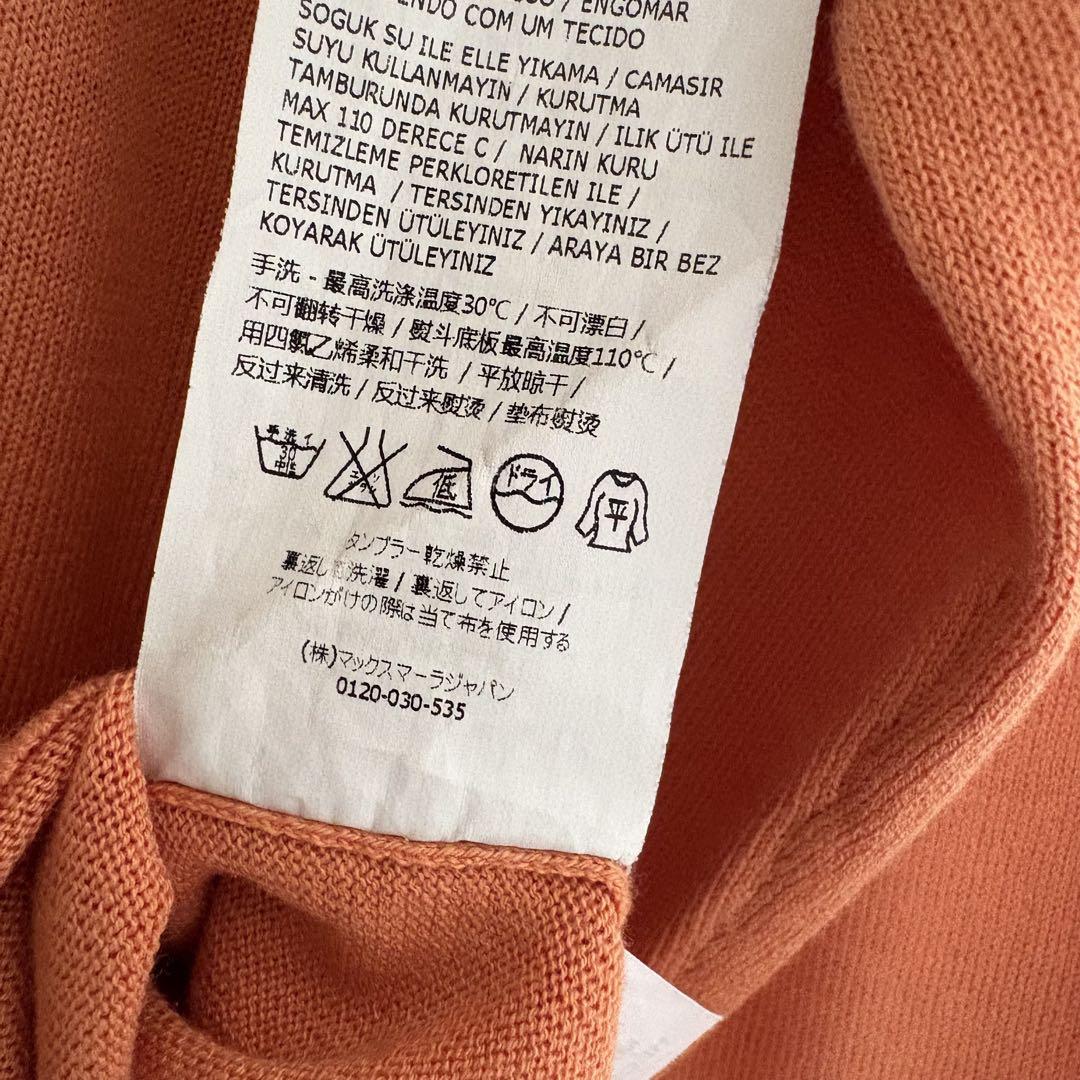 / ENGOMAR
COM UM TECIDO
SOGUK SU ILE ELLE YIKAMA / CAMASIR
SUYU KULLANMAYIN / KURUTMA
TAMBURUNDA KURUTMAYIN / ILIK ÜTÜ ILE
MAX 110 DERECE C / NARIN KURU
TEMIZLEME PERKLORETILEN ILE /
KURUTMA / TERSINDEN YIKAYINIZ /
TERSINDEN ÜTÜLEYINIZ / ARAYA BIR BEZ
KOYARAK ÜTÜLEYINIZ
手洗 - 最高洗涤温度30℃ / 不可漂白 /
不可翻转干燥 / 熨斗底板最高温度110℃ /
用四氯乙烯柔和干洗 / 平放晾干 /
反过来清洗 / 反过来熨烫 / 垫布熨烫
手洗イ
30
中性
低
ドライ
平
タンブラー乾燥禁止
裏返し洗濯 / 裏返してアイロン /
アイロンがけの際は当て布を使用する
(株)マックスマーラジャパン
0120-030-535